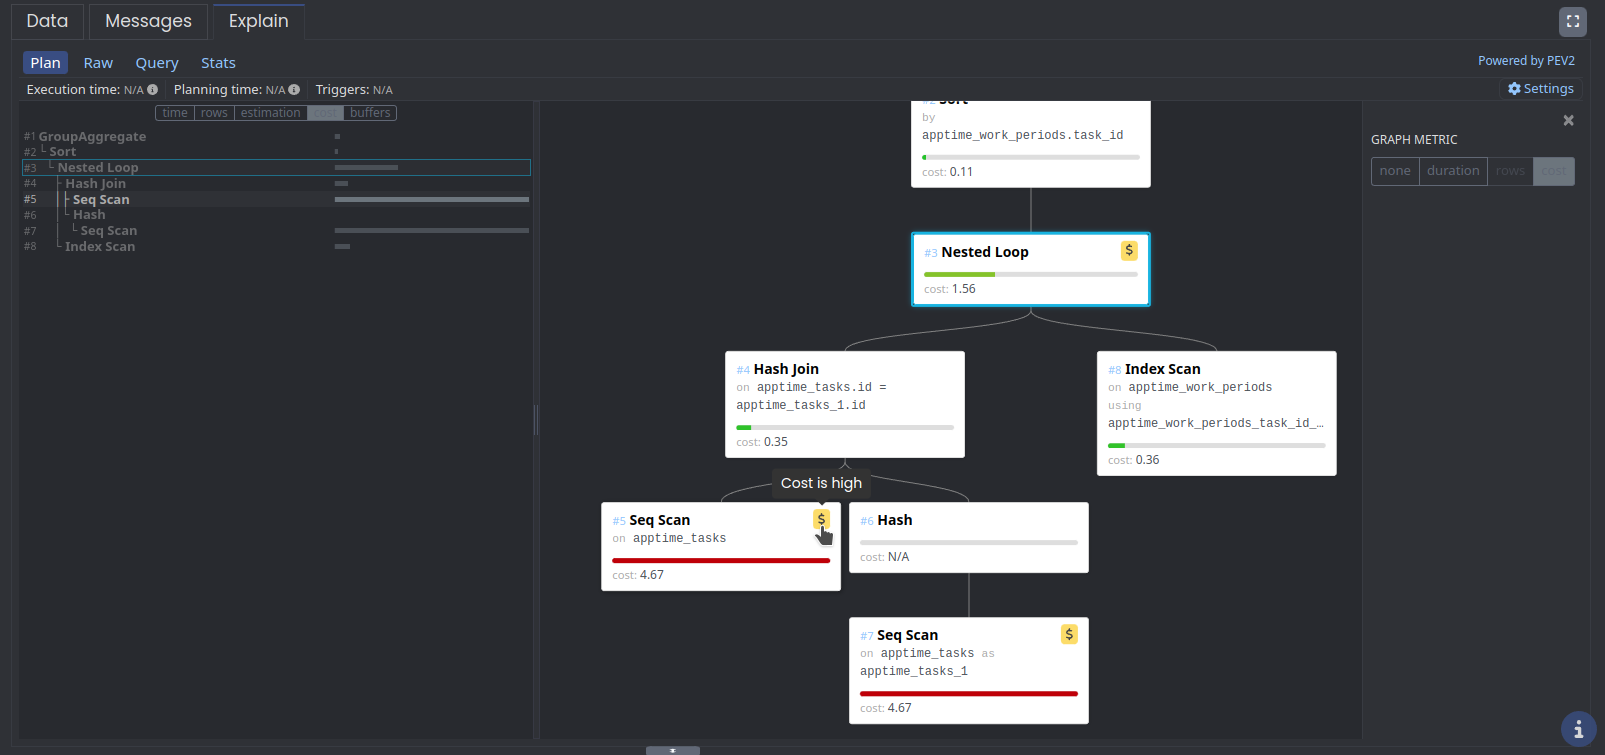 Data Messages Explain
Plan Raw Query Stats
Powered by PEV2
Execution time: N/A Planning time: N/A Triggers: N/A
Settings
time rows estimation cost buffers
#1 GroupAggregate
#2 Sort
#3 Nested Loop
#4 Hash Join
#5 Seq Scan
#6 Hash
#7 Seq Scan
#8 Index Scan
#2 Sort
by
apptime_work_periods.task_id
cost: 0.11
#3 Nested Loop $
cost: 1.56
#4 Hash Join
on apptime_tasks.id =
apptime_tasks_1.id
cost: 0.35
#8 Index Scan
on apptime_work_periods
using
apptime_work_periods_task_id_…
cost: 0.36
Cost is high
#5 Seq Scan $
on apptime_tasks
cost: 4.67
#6 Hash
cost: N/A
#7 Seq Scan $
on apptime_tasks as
apptime_tasks_1
cost: 4.67
GRAPH METRIC
none duration rows cost